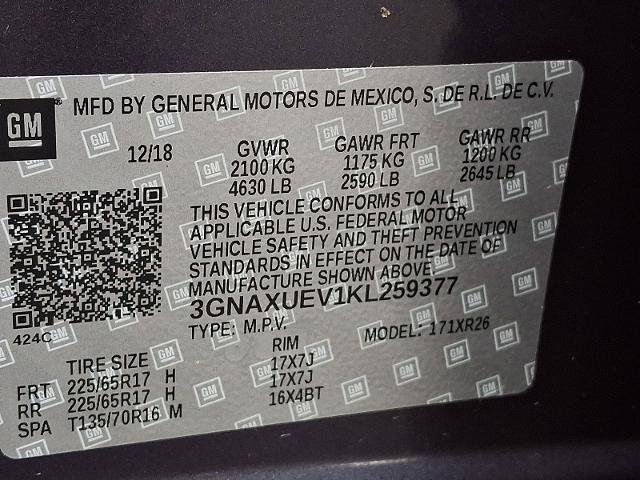 GM MFD BY GENERAL MOTORS DE MEXICO, S. DE R.L. DE C.V.
12/18 GVWR GAWR FRT GAWR RR
2100 KG 1175 KG 1200 KG
4630 LB 2590 LB 2645 LB
THIS VEHICLE CONFORMS TO ALL
APPLICABLE U.S. FEDERAL MOTOR
VEHICLE SAFETY AND THEFT PREVENTION
STANDARDS IN EFFECT ON THE DATE OF
MANUFACTURE SHOWN ABOVE.
3GNAXUEV1KL259377
424C TYPE: M.P.V. MODEL: 171XR26
TIRE SIZE RIM
FRT 225/65R17 H 17X7J
RR 225/65R17 H 17X7J
SPA T135/70R16 M 16X4BT